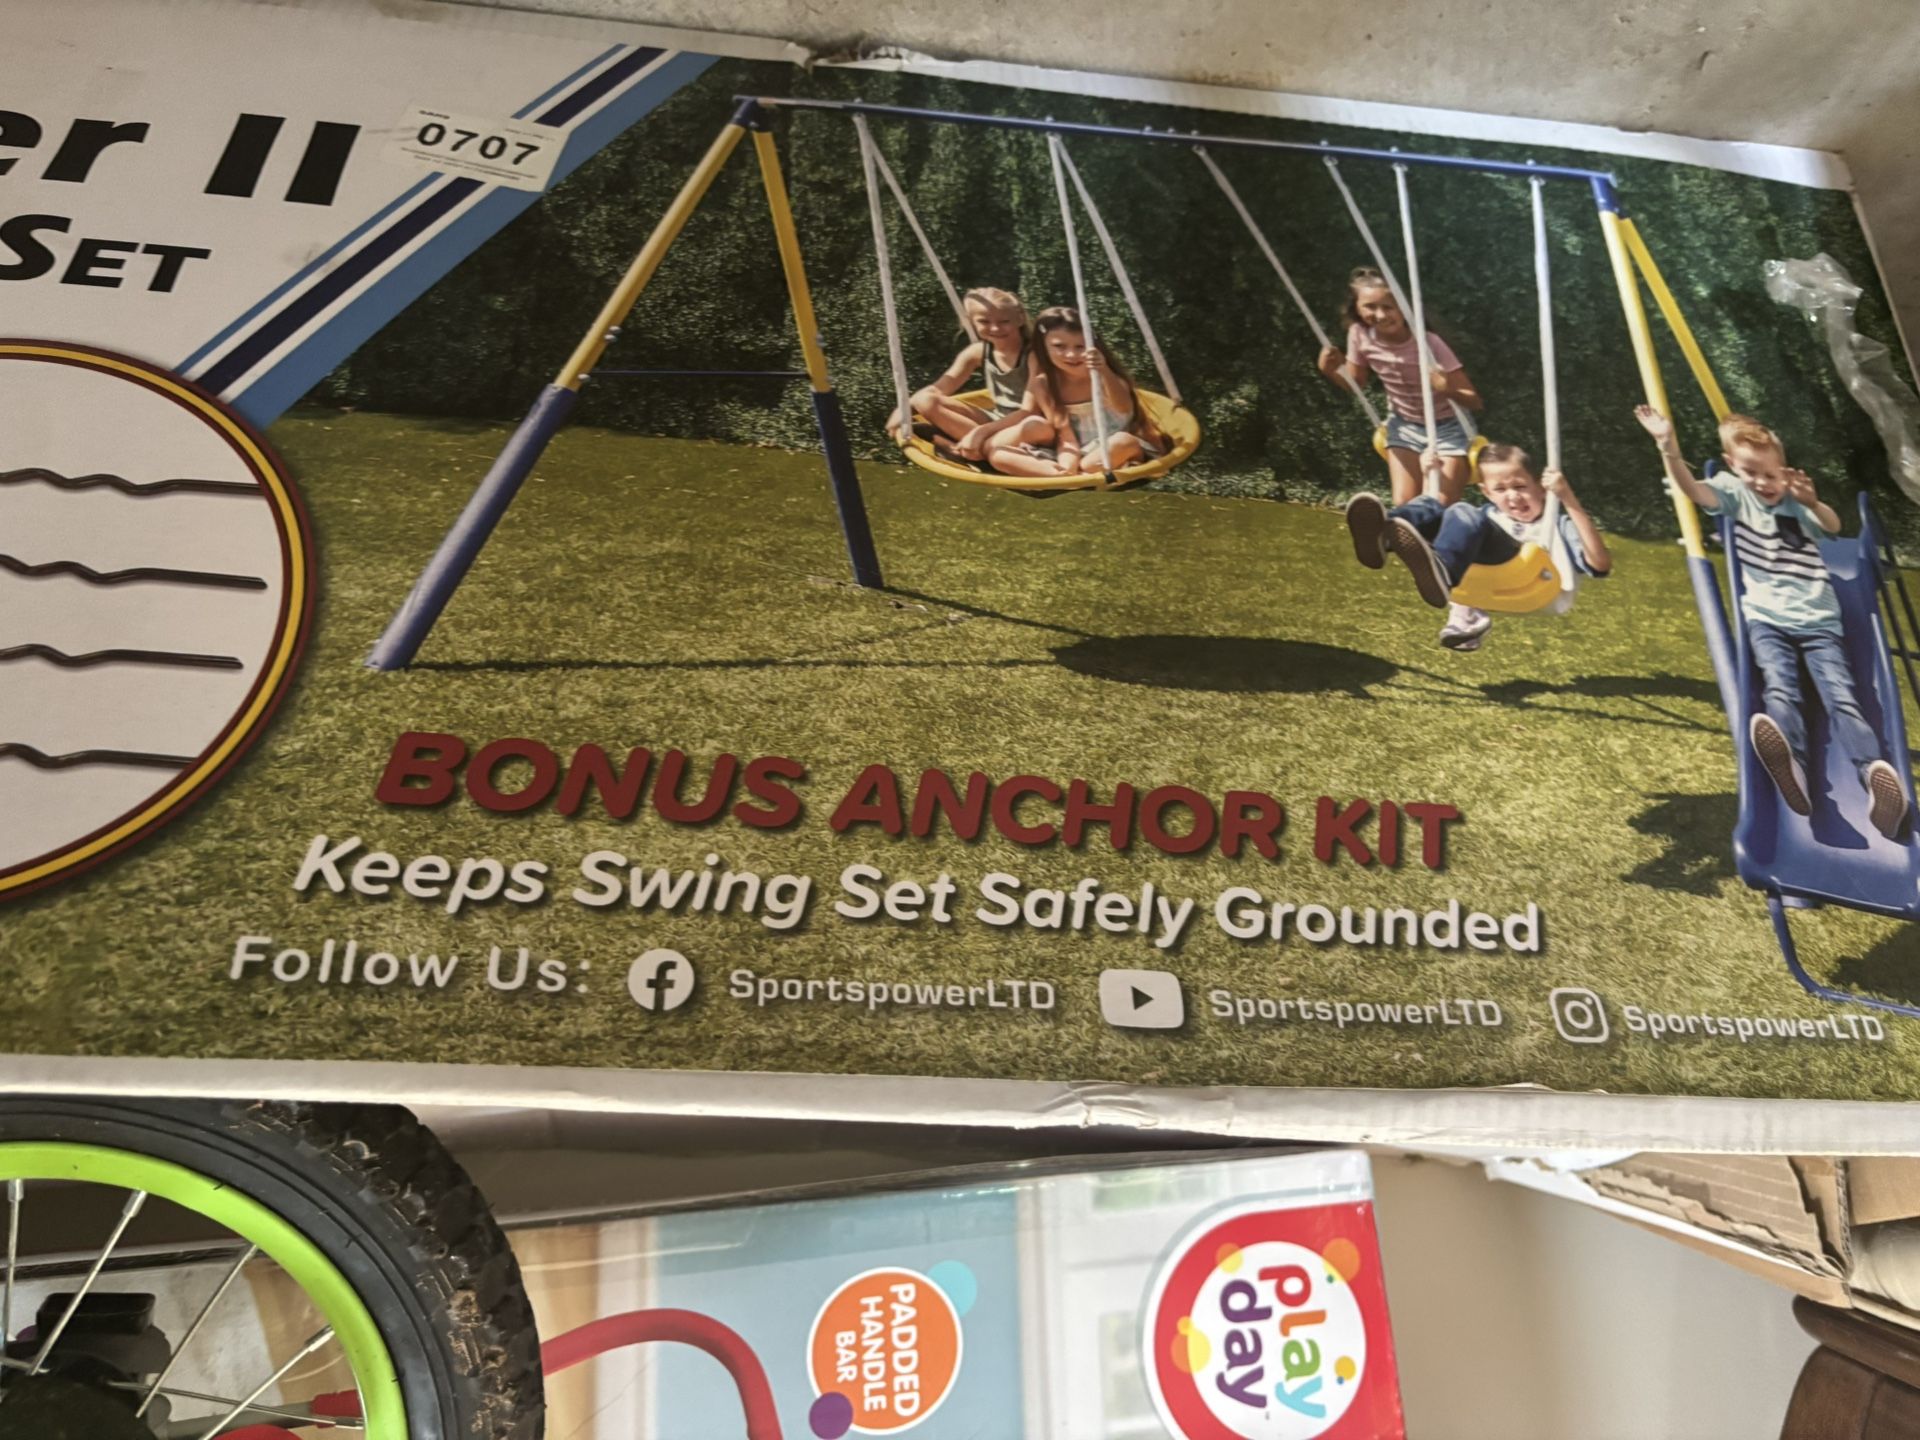 er II
SET
0707
BONUS ANCHOR KIT
Keeps Swing Set Safely Grounded
Follow Us: SportspowerLTD SportspowerLTD SportspowerLTD
PADDED
HANDLE
BAR
play
day